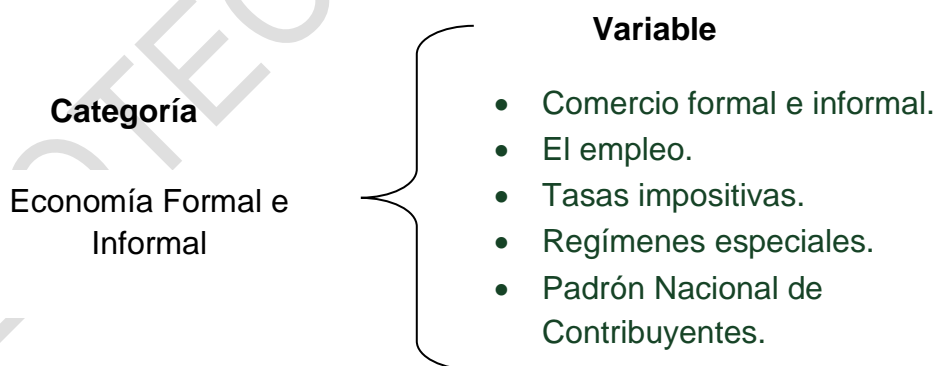 Variable
Categoría
Economía Formal e
Informal
• Comercio formal e informal.
• El empleo.
• Tasas impositivas.
• Regímenes especiales.
• Padrón Nacional de
Contribuyentes.